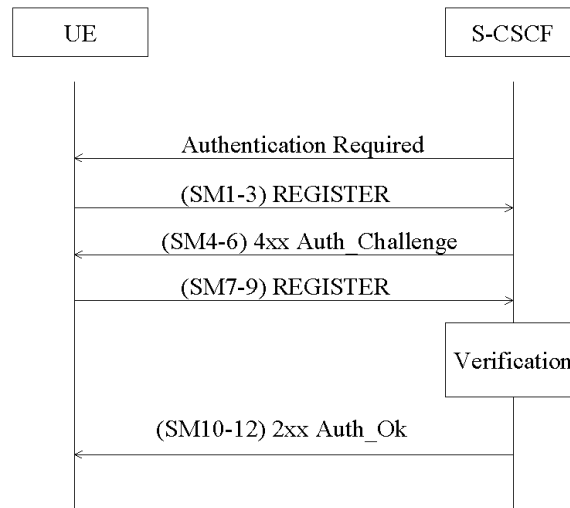 UE
S-CSCF
Authentication Required
(SM1-3) REGISTER
(SM4-6) 4xx Auth_Challenge
(SM7-9) REGISTER
Verification
(SM10-12) 2xx Auth_Ok